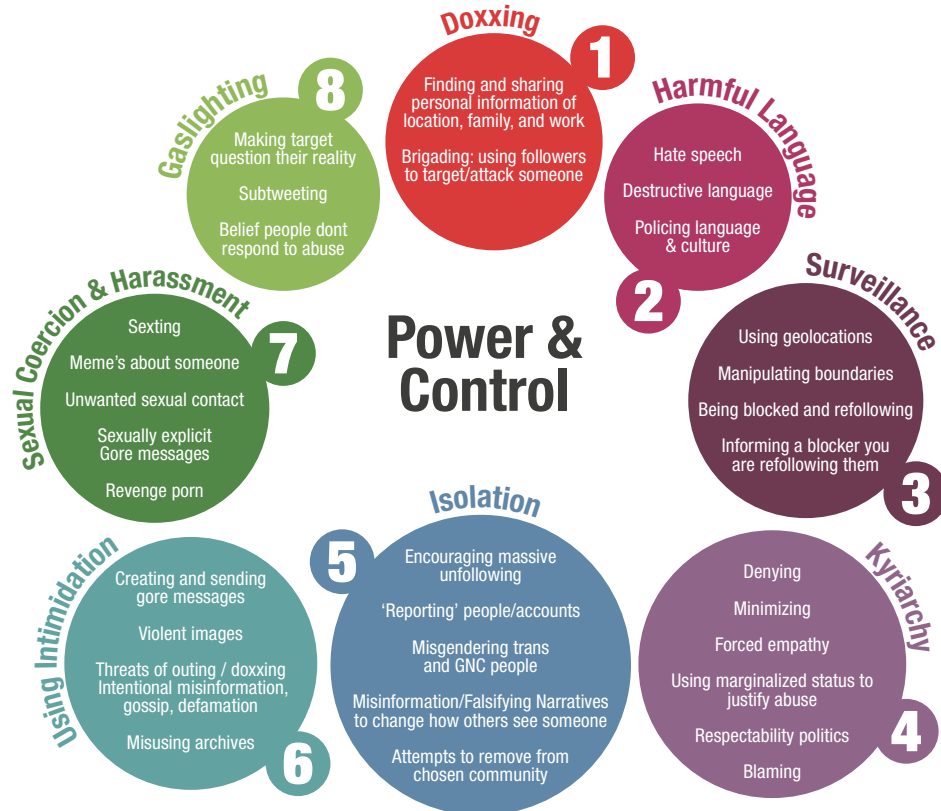 Power &
Control
Doxxing
1
Finding and sharing
personal information of
location, family, and work
Brigading: using followers
to target/attack someone
Harmful Language
2
Hate speech
Destructive language
Policing language
& culture
Surveillance
3
Using geolocations
Manipulating boundaries
Being blocked and refollowing
Informing a blocker you
are refollowing them
Kyriarchy
4
Denying
Minimizing
Forced empathy
Using marginalized status to
justify abuse
Respectability politics
Blaming
Isolation
5
Encouraging massive
unfollowing
‘Reporting’ people/accounts
Misgendering trans
and GNC people
Misinformation/Falsifying Narratives
to change how others see someone
Attempts to remove from
chosen community
Using Intimidation
6
Creating and sending
gore messages
Violent images
Threats of outing / doxxing
Intentional misinformation,
gossip, defamation
Misusing archives
Sexual Coercion & Harassment
7
Sexting
Meme’s about someone
Unwanted sexual contact
Sexually explicit
Gore messages
Revenge porn
Gaslighting
8
Making target
question their reality
Subtweeting
Belief people dont
respond to abuse